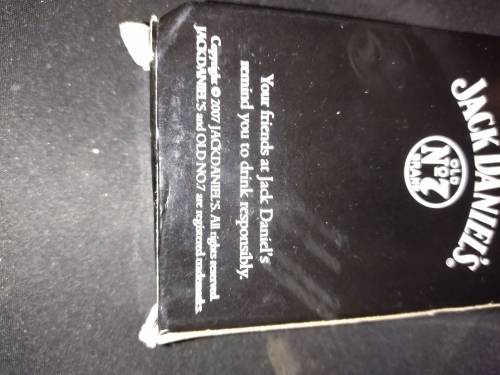 JACK DANIEL'S®
OLD
No. 7
BRAND
Your friends at Jack Daniel's
remind you to drink responsibly.
Copyright © 2007 JACK DANIEL'S. All rights reserved.
JACK DANIEL'S and OLD NO.7 are registered trademarks.